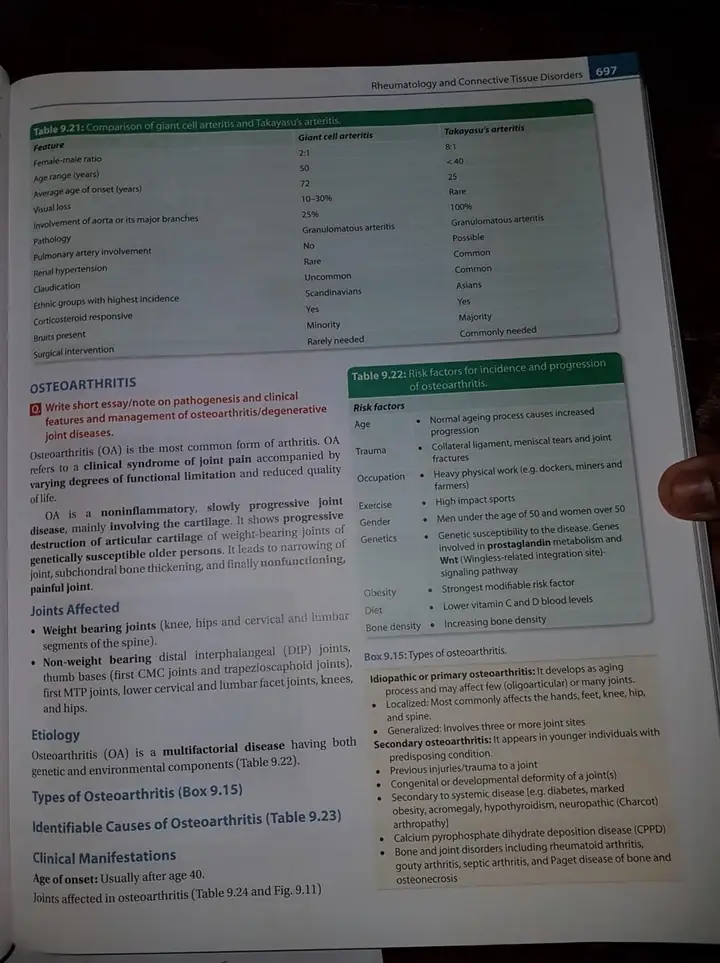 Rheumatology and Connective Tissue Disorders 697
Table 9.21: Comparison of giant cell arteritis and Takayasu's arteritis.
Feature Giant cell arteritis Takayasu's arteritis
Female-male ratio 2:1 8:1
Age range (years) 50 < 40
Average age of onset (years) 72 25
Visual loss 10–30% Rare
Involvement of aorta or its major branches 25% 100%
Pathology Granulomatous arteritis Granulomatous arteritis
Pulmonary artery involvement No Possible
Renal hypertension Rare Common
Claudication Uncommon Common
Ethnic groups with highest incidence Scandinavians Asians
Corticosteroid responsive Yes Yes
Bruits present Minority Majority
Surgical intervention Rarely needed Commonly needed
OSTEOARTHRITIS
Q. Write short essay/note on pathogenesis and clinical
features and management of osteoarthritis/degenerative
joint diseases.
Osteoarthritis (OA) is the most common form of arthritis. OA
refers to a clinical syndrome of joint pain accompanied by
varying degrees of functional limitation and reduced quality
of life.
OA is a noninflammatory, slowly progressive joint
disease, mainly involving the cartilage. It shows progressive
destruction of articular cartilage of weight-bearing joints of
genetically susceptible older persons. It leads to narrowing of
joint, subchondral bone thickening, and finally nonfunctioning,
painful joint.
Joints Affected
• Weight bearing joints (knee, hips and cervical and lumbar
segments of the spine).
• Non-weight bearing distal interphalangeal (DIP) joints,
thumb bases (first CMC joints and trapezioscaphoid joints),
first MTP joints, lower cervical and lumbar facet joints, knees,
and hips.
Etiology
Osteoarthritis (OA) is a multifactorial disease having both
genetic and environmental components (Table 9.22).
Types of Osteoarthritis (Box 9.15)
Identifiable Causes of Osteoarthritis (Table 9.23)
Clinical Manifestations
Age of onset: Usually after age 40.
Joints affected in osteoarthritis (Table 9.24 and Fig. 9.11)
Table 9.22: Risk factors for incidence and progression
of osteoarthritis.
Risk factors
Age • Normal ageing process causes increased
progression
Trauma • Collateral ligament, meniscal tears and joint
fractures
Occupation • Heavy physical work (e.g. dockers, miners and
farmers)
Exercise • High impact sports
Gender • Men under the age of 50 and women over 50
Genetics • Genetic susceptibility to the disease. Genes
involved in prostaglandin metabolism and
Wnt (Wingless-related integration site)-
signaling pathway
Obesity • Strongest modifiable risk factor
Diet • Lower vitamin C and D blood levels
Bone density • Increasing bone density
Box 9.15: Types of osteoarthritis.
Idiopathic or primary osteoarthritis: It develops as aging
process and may affect few (oligoarticular) or many joints.
• Localized: Most commonly affects the hands, feet, knee, hip,
and spine.
• Generalized: Involves three or more joint sites
Secondary osteoarthritis: It appears in younger individuals with
predisposing condition.
• Previous injuries/trauma to a joint
• Congenital or developmental deformity of a joint(s)
• Secondary to systemic disease [e.g. diabetes, marked
obesity, acromegaly, hypothyroidism, neuropathic (Charcot)
arthropathy]
• Calcium pyrophosphate dihydrate deposition disease (CPPD)
• Bone and joint disorders including rheumatoid arthritis,
gouty arthritis, septic arthritis, and Paget disease of bone and
osteonecrosis